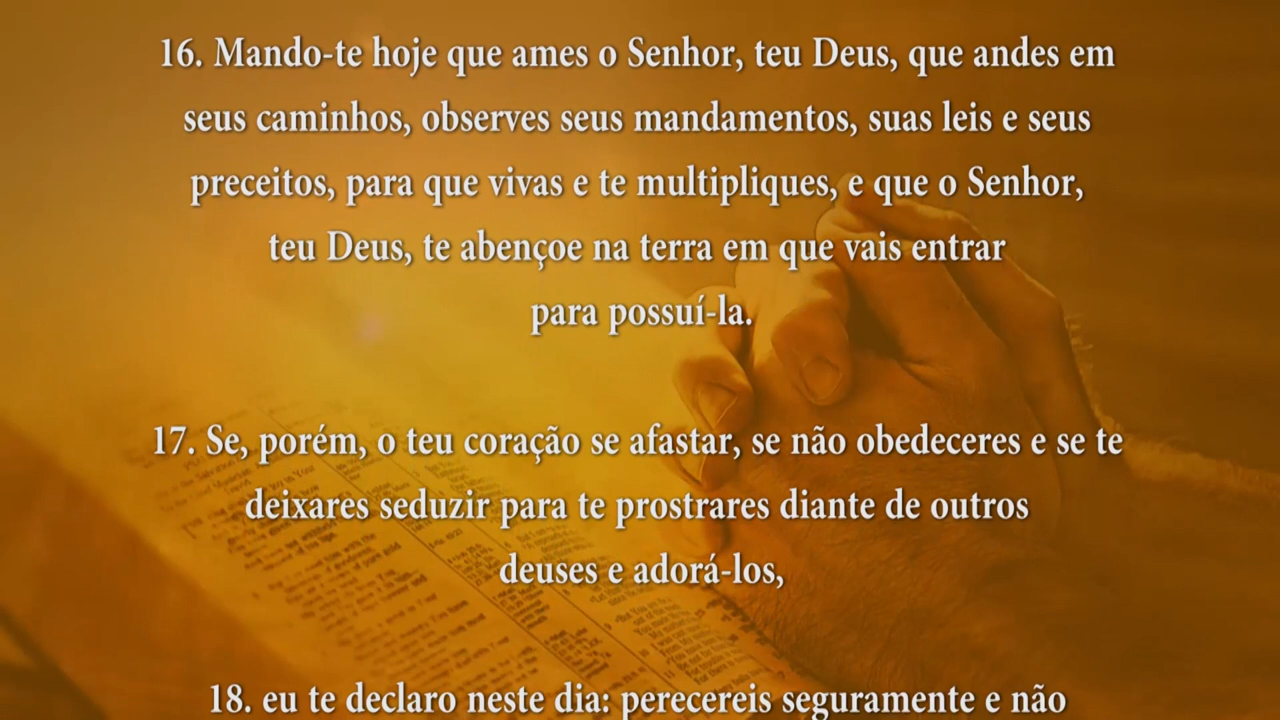 16. Mando-te hoje que ames o Senhor, teu Deus, que andes em
seus caminhos, observes seus mandamentos, suas leis e seus
preceitos, para que vivas e te multipliques, e que o Senhor,
teu Deus, te abençoe na terra em que vais entrar
para possuí-la.
17. Se, porém, o teu coração se afastar, se não obedeceres e se te
deixares seduzir para te prostrares diante de outros
deuses e adorá-los,
18. eu te declaro neste dia: perecereis seguramente e não